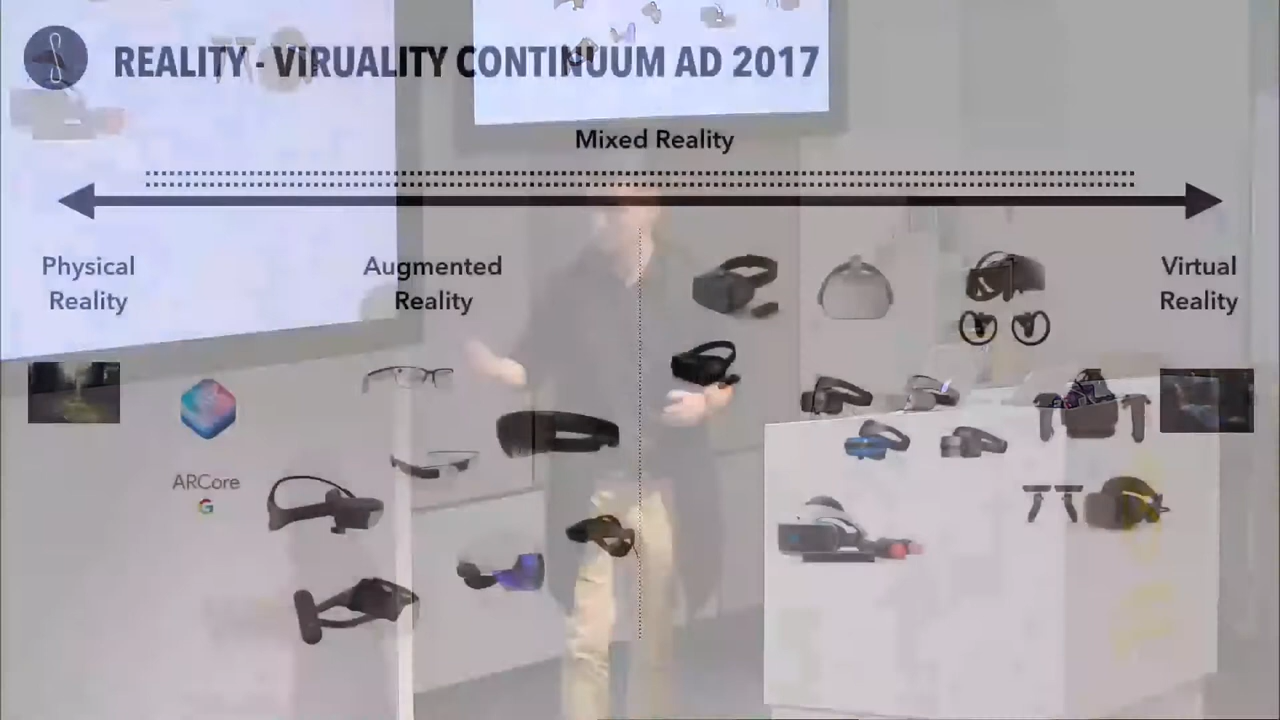 REALITY - VIRUALITY CONTINUUM AD 2017
Mixed Reality
Physical
Reality
Augmented
Reality
Virtual
Reality
ARCore
G